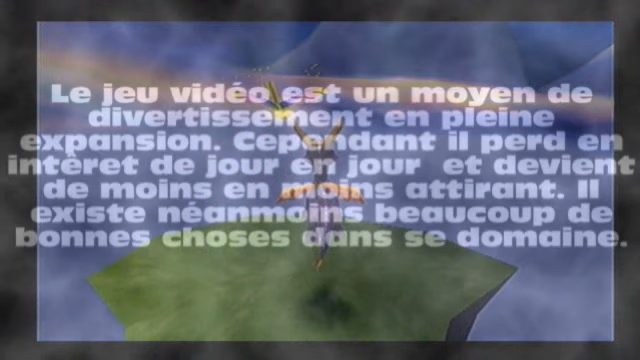 Le jeu vidéo est un moyen de
divertissement en pleine
expansion. Cependant il perd en
intêret de jour en jour et devient
de moins en moins attirant. Il
existe néanmoins beaucoup de
bonnes choses dans se domaine.